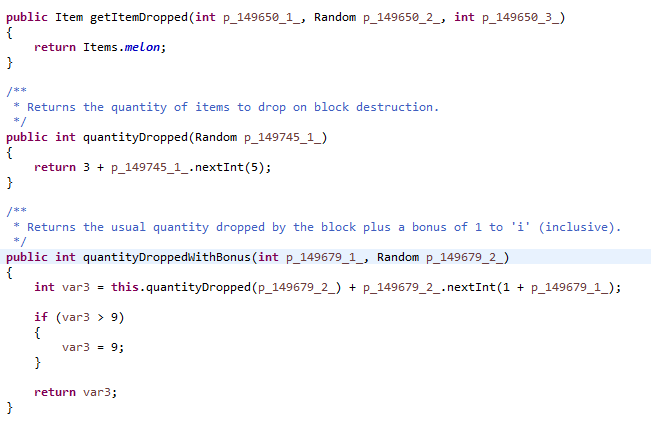 public Item getItemDropped(int p_149650_1_, Random p_149650_2_, int p_149650_3_)
{
    return Items.melon;
}
/**
 * Returns the quantity of items to drop on block destruction.
 */
public int quantityDropped(Random p_149745_1_)
{
    return 3 + p_149745_1_.nextInt(5);
}
/**
 * Returns the usual quantity dropped by the block plus a bonus of 1 to 'i' (inclusive).
 */
public int quantityDroppedWithBonus(int p_149679_1_, Random p_149679_2_)
{
    int var3 = this.quantityDropped(p_149679_2_) + p_149679_2_.nextInt(1 + p_149679_1_);
    if (var3 > 9)
    {
        var3 = 9;
    }
    return var3;
}